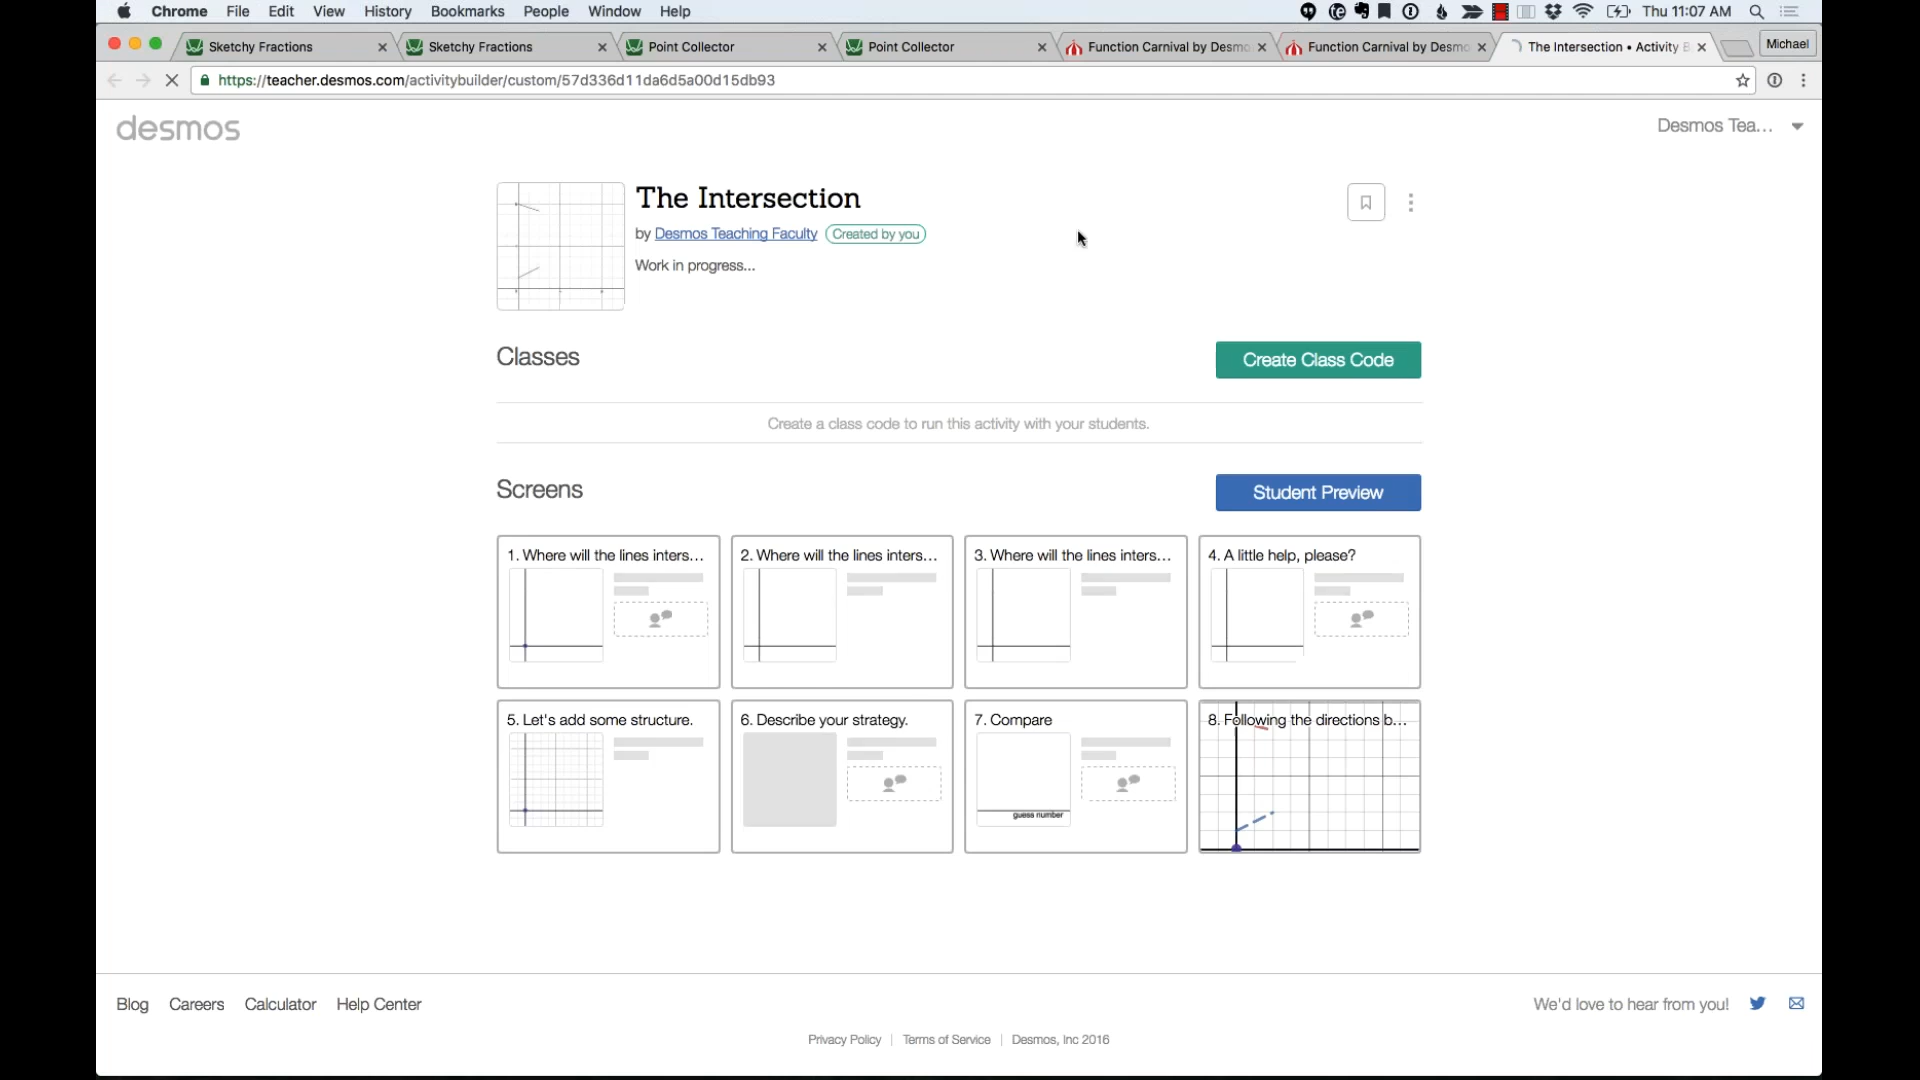 Chrome File Edit View History Bookmarks People Window Help Thu 11:07 AM
Sketchy Fractions Sketchy Fractions Point Collector Point Collector Function Carnival by Desmo Function Carnival by Desmo The Intersection • Activity B Michael
https://teacher.desmos.com/activitybuilder/custom/57d336d11da6d5a00d15db93
desmos Desmos Tea...
The Intersection
by Desmos Teaching Faculty Created by you
Work in progress...
Classes Create Class Code
Create a class code to run this activity with your students.
Screens Student Preview
1. Where will the lines inters... 2. Where will the lines inters... 3. Where will the lines inters... 4. A little help, please?
5. Let's add some structure. 6. Describe your strategy. 7. Compare 8. Following the directions b...
guess number
Blog Careers Calculator Help Center We'd love to hear from you!
Privacy Policy | Terms of Service | Desmos, Inc 2016